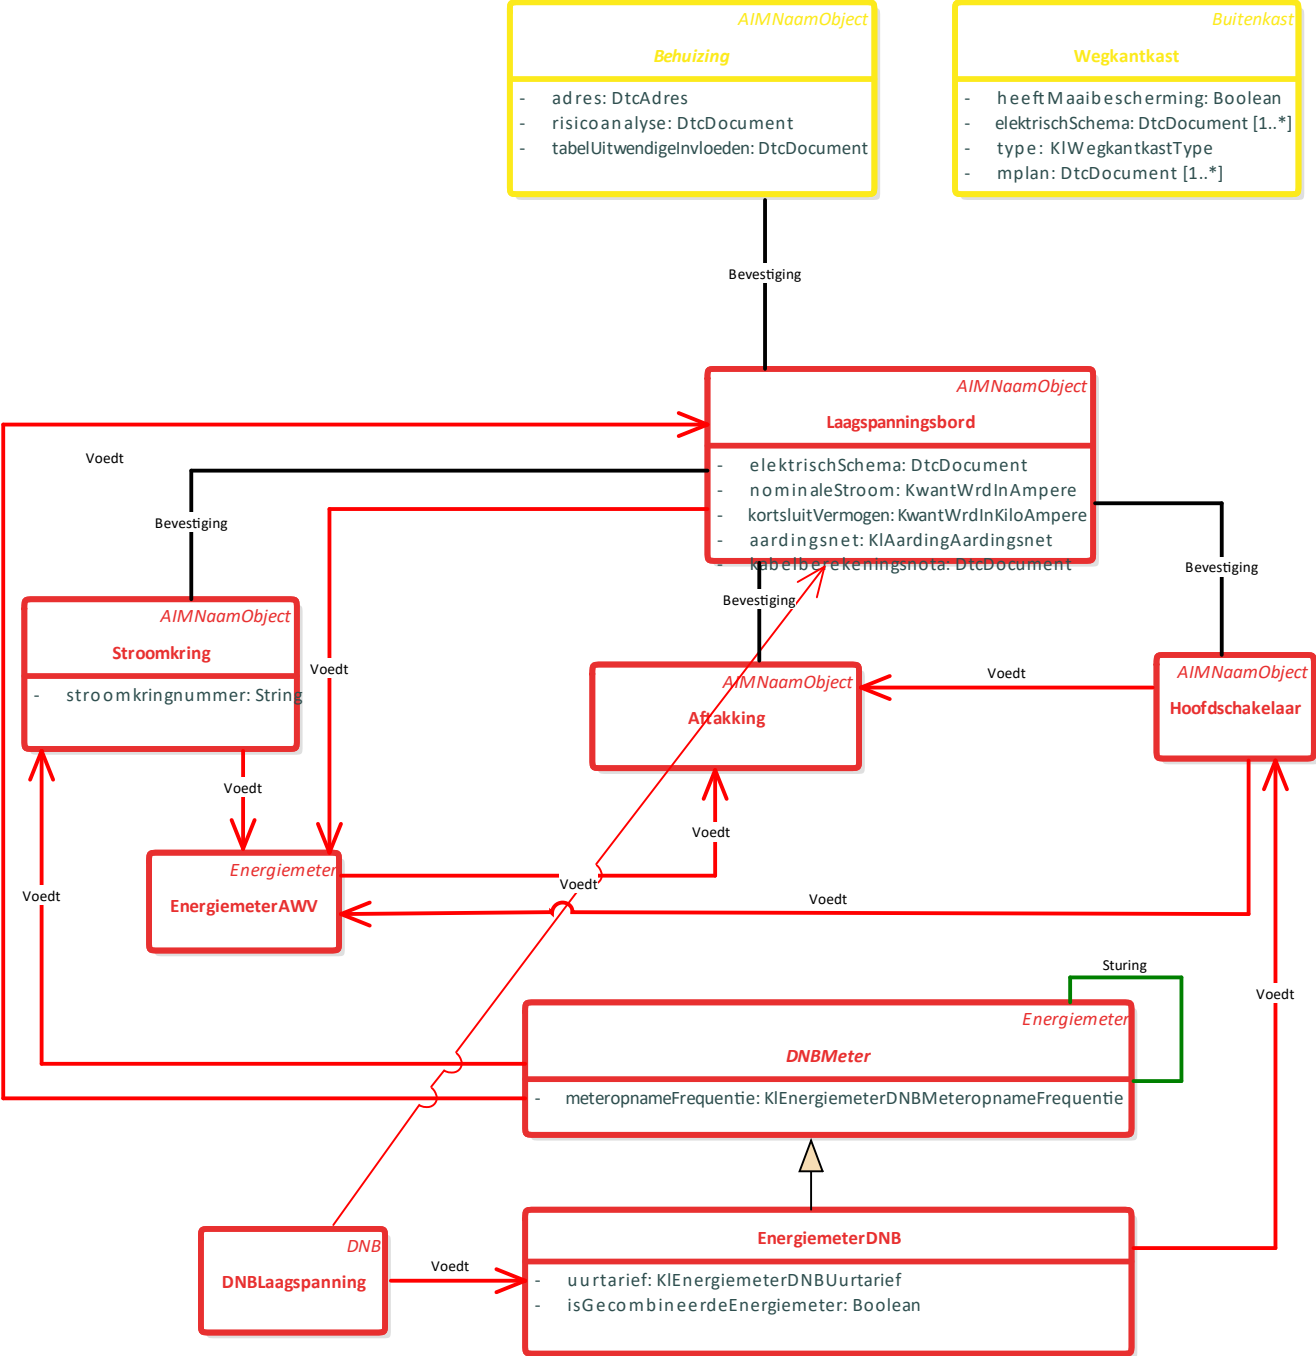 AIMNaamObject
Behuizing
- adres: DtcAdres
- risicoanalyse: DtcDocument
- tabelUitwendigeInvloeden: DtcDocument
Buitenkast
Wegkantkast
- heeftMaaibescherming: Boolean
- elektrischSchema: DtcDocument [1..*]
- type: KlWegkantkastType
- mplan: DtcDocument [1..*]
Bevestiging
AIMNaamObject
Laagspanningsbord
- elektrischSchema: DtcDocument
- nominaleStroom: KwantWrdInAmpere
- kortsluitVermogen: KwantWrdInKiloAmpere
- aardingsnet: KlAardingAardingsnet
- kabelberekeningsnota: DtcDocument
Voedt
Bevestiging
Bevestiging
Bevestiging
AIMNaamObject
Stroomkring
- stroomkringnummer: String
Voedt
AIMNaamObject
Aftakking
Voedt
AIMNaamObject
Hoofdschakelaar
Voedt
Voedt
Energiemeter
EnergiemeterAWV
Voedt
Voedt
Voedt
Sturing
Voedt
Energiemeter
DNBMeter
- meteropnameFrequentie: KlEnergiemeterDNBMeteropnameFrequentie
DNB
DNBLaagspanning
Voedt
EnergiemeterDNB
- uurtarief: KlEnergiemeterDNBUurtarief
- isGecombineerdeEnergiemeter: Boolean